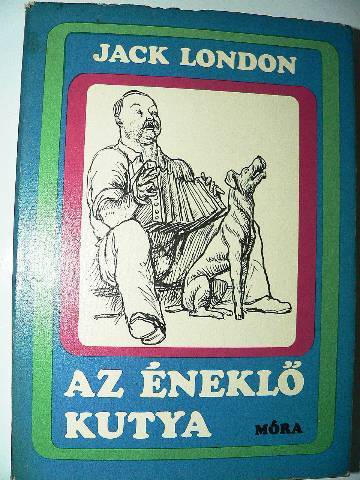 JACK LONDON
AZ ÉNEKLŐ
KUTYA
MÓRA